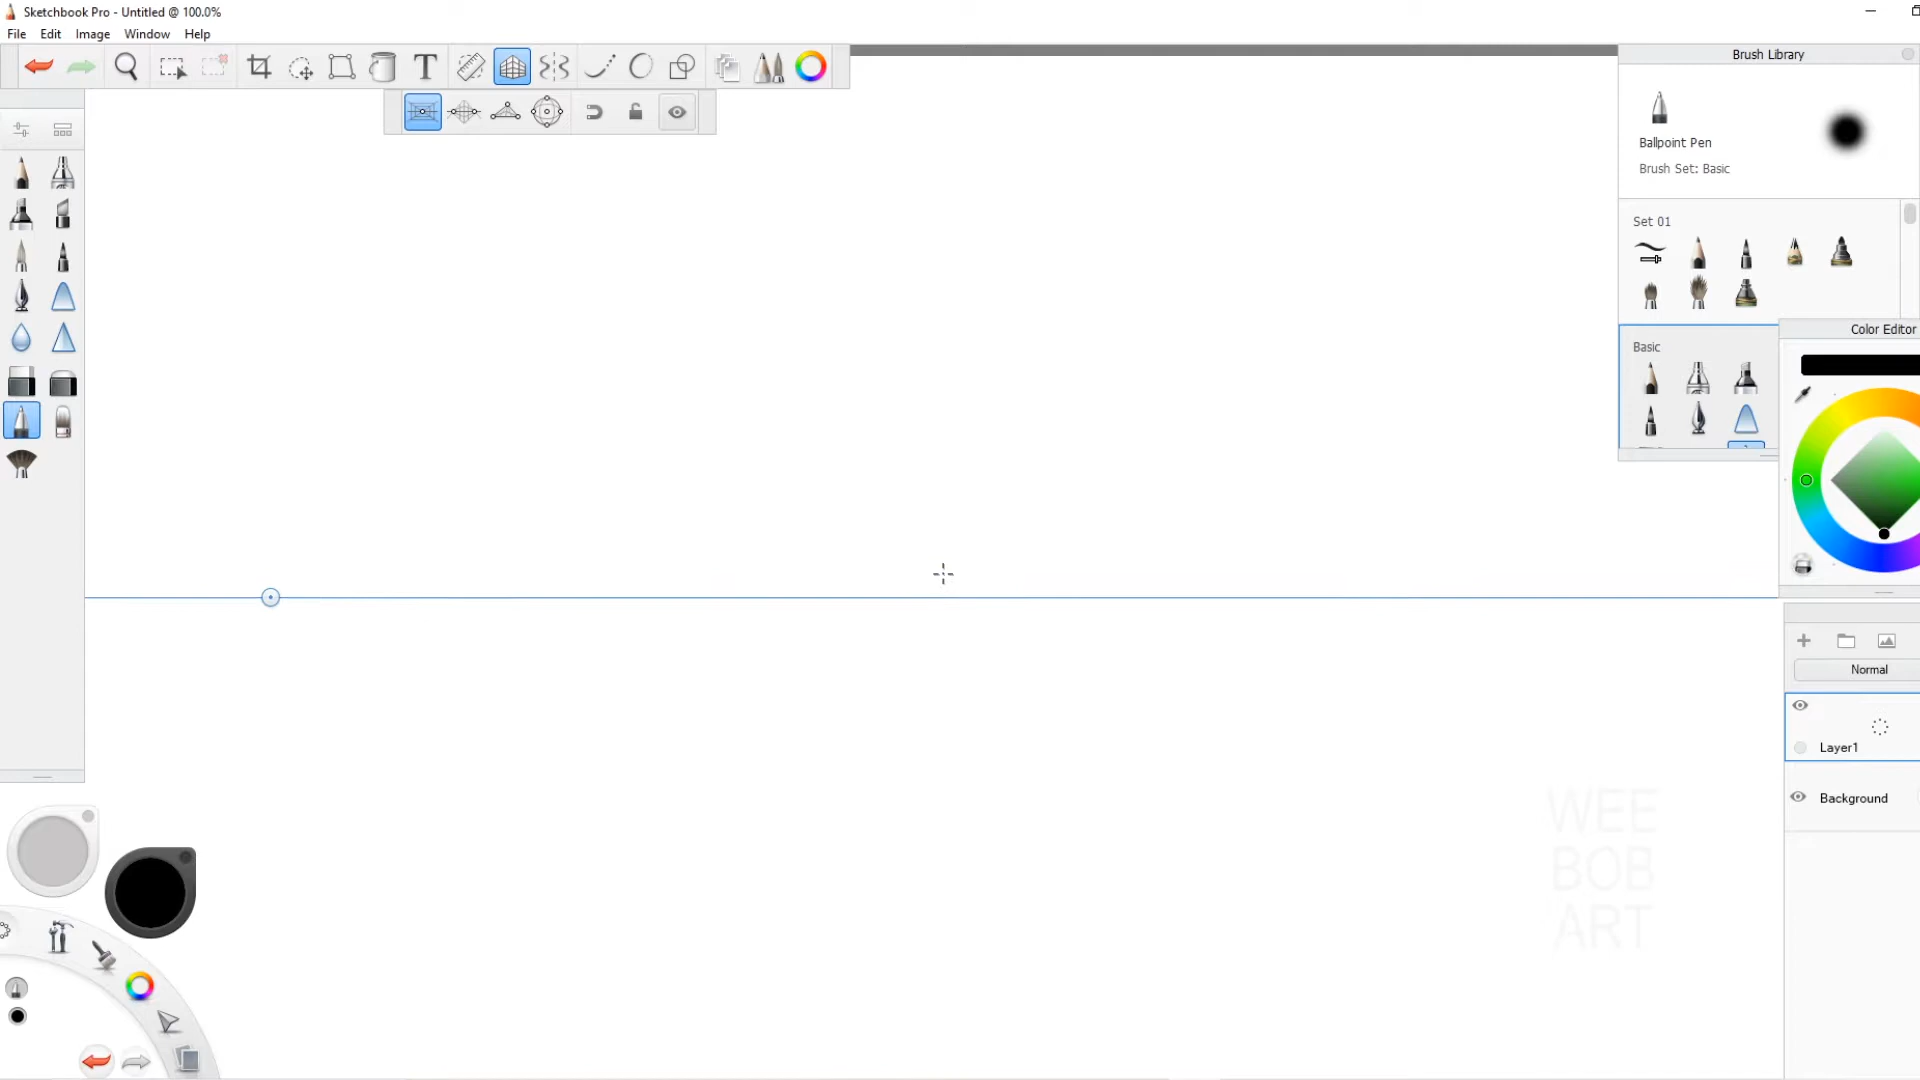 Sketchbook Pro - Untitled @ 100.0%
File Edit Image Window Help
T
Brush Library
Ballpoint Pen
Brush Set: Basic
Set 01
Basic
Color Editor
Normal
Layer1
Background
WEE
BOB
ART